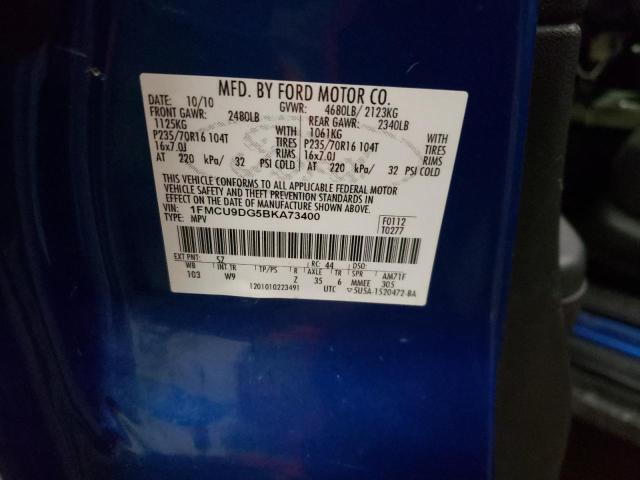 MFD. BY FORD MOTOR CO.
DATE: 10/10 GVWR: 4680LB/ 2123KG
FRONT GAWR: 2480LB REAR GAWR: 2340LB
1125KG WITH 1061KG WITH
P235/70R16 104T TIRES P235/70R16 104T TIRES
16x7.0J RIMS 16x7.0J RIMS
AT 220 kPa/ 32 PSI COLD AT 220 kPa/ 32 PSI COLD
THIS VEHICLE CONFORMS TO ALL APPLICABLE FEDERAL MOTOR
VEHICLE SAFETY AND THEFT PREVENTION STANDARDS IN
EFFECT ON THE DATE OF MANUFACTURE SHOWN ABOVE.
VIN: 1FMCU9DG5BKA73400 F0112
TYPE: MPV T0277
EXT PNT: SZ RC: 44 DSO:
WB INT TR TP/PS R AXLE TR SPR AM71F
103 W9 Z 35 6 MMEE 305
1201010223491 UTC ▽5U5A-1520472-BA